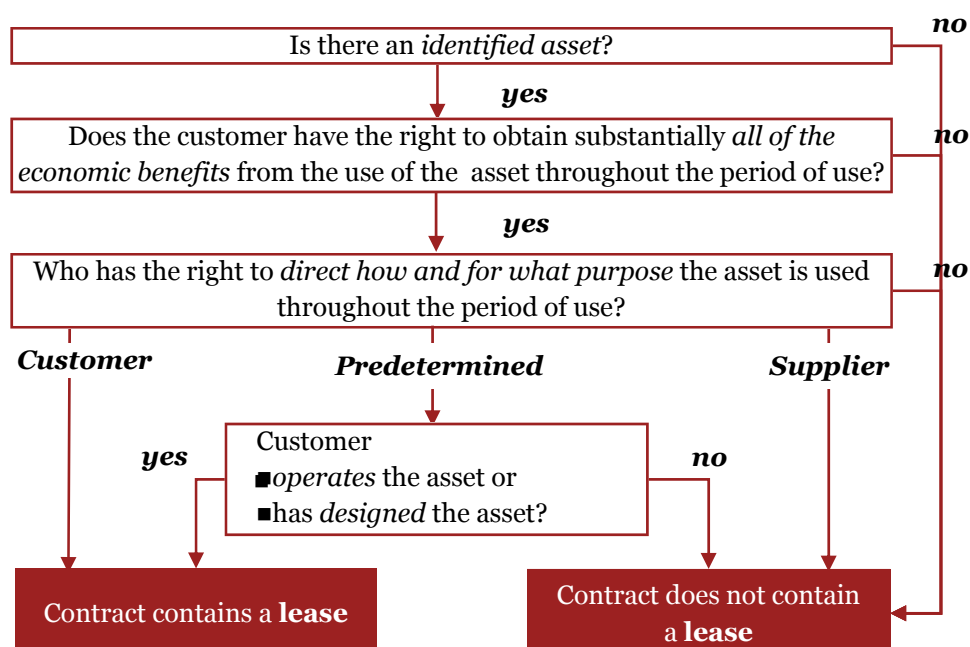 no
Is there an identified asset?
yes
Does the customer have the right to obtain substantially all of the
economic benefits from the use of the asset throughout the period of use?
no
yes
Who has the right to direct how and for what purpose the asset is used
throughout the period of use?
no
Customer
Predetermined
Supplier
yes
Customer
▪operates the asset or
▪has designed the asset?
no
Contract contains a lease
Contract does not contain
a lease